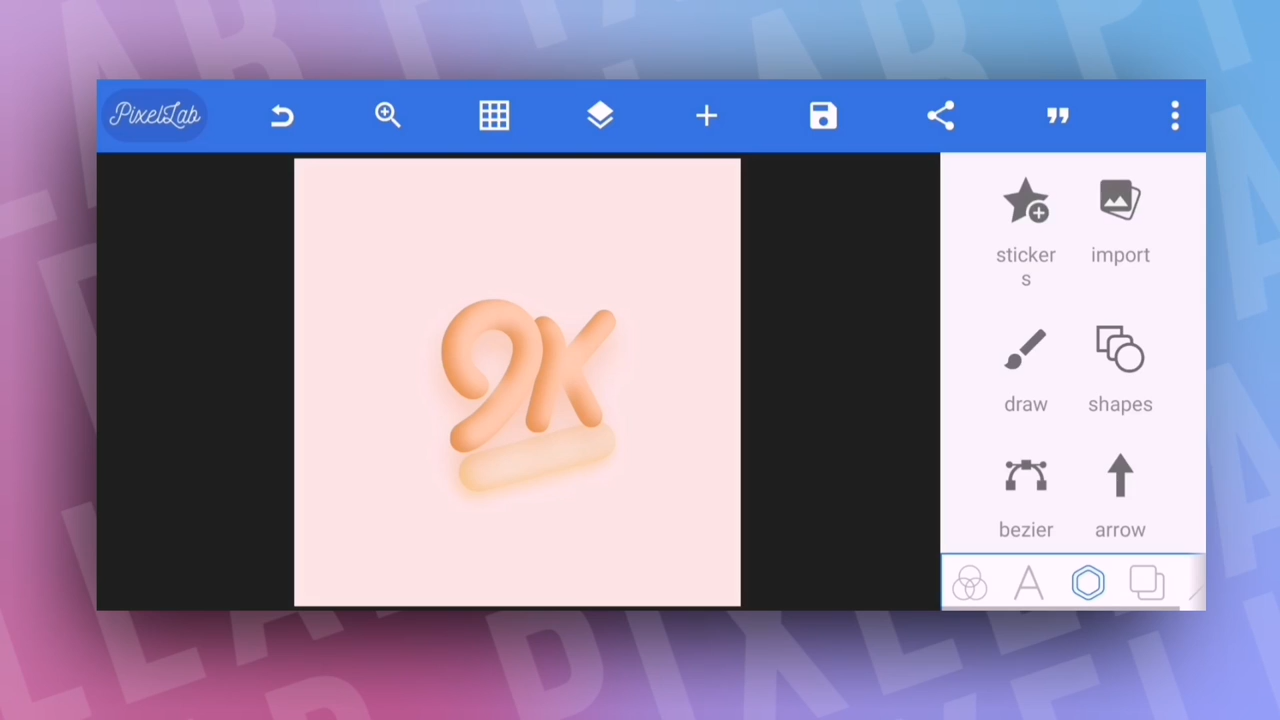 PixelLab
stickers
import
draw
shapes
bezier
arrow
2K